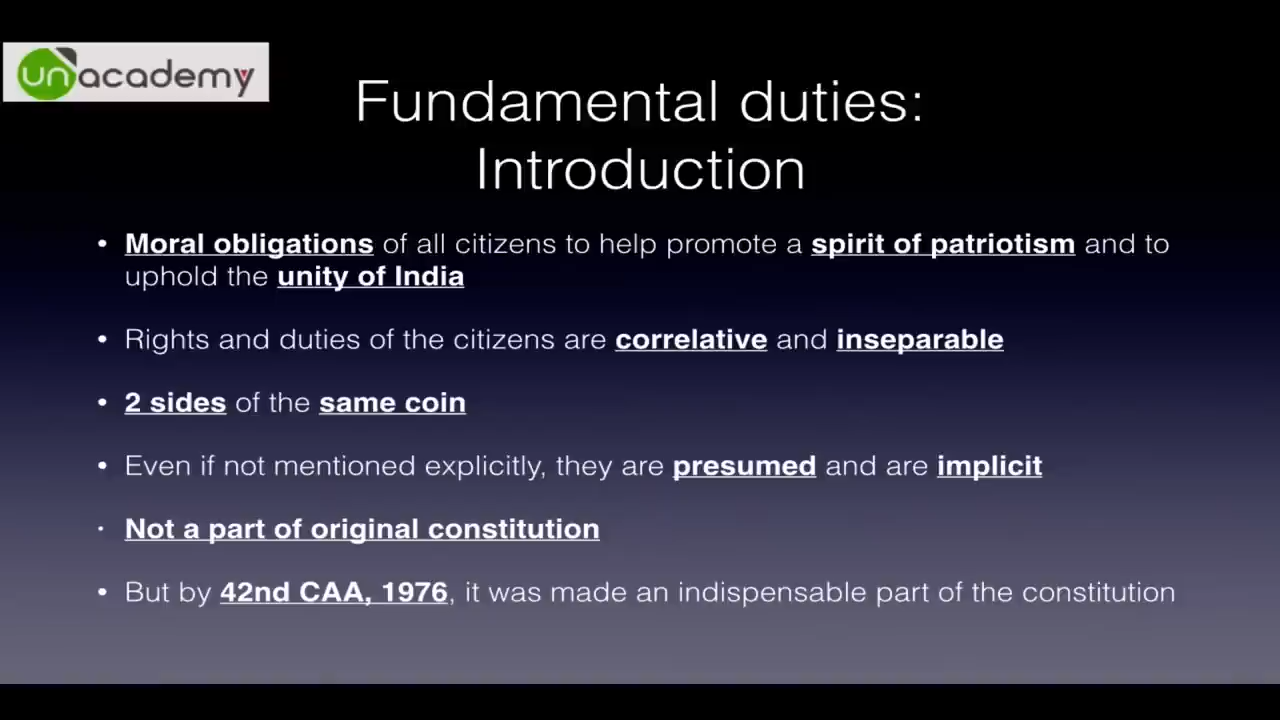 unacademy
Fundamental duties:
Introduction
• Moral obligations of all citizens to help promote a spirit of patriotism and to
uphold the unity of India
• Rights and duties of the citizens are correlative and inseparable
• 2 sides of the same coin
• Even if not mentioned explicitly, they are presumed and are implicit
• Not a part of original constitution
• But by 42nd CAA, 1976, it was made an indispensable part of the constitution